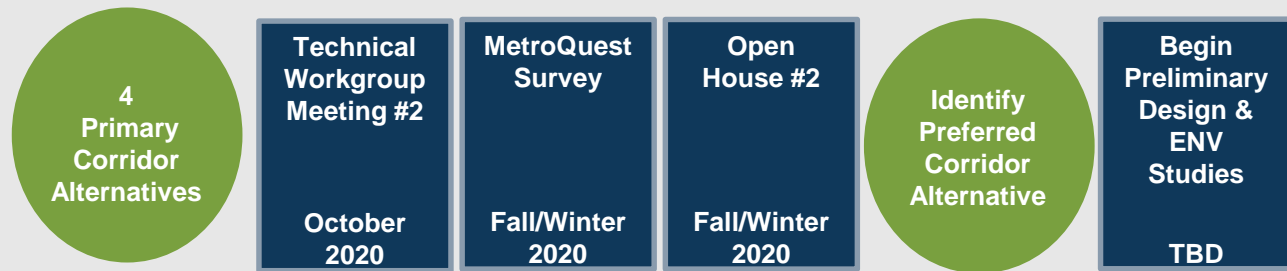 4
Primary
Corridor
Alternatives
Technical
Workgroup
Meeting #2
October
2020
MetroQuest
Survey
Fall/Winter
2020
Open
House #2
Fall/Winter
2020
Identify
Preferred
Corridor
Alternative
Begin
Preliminary
Design &
ENV
Studies
TBD